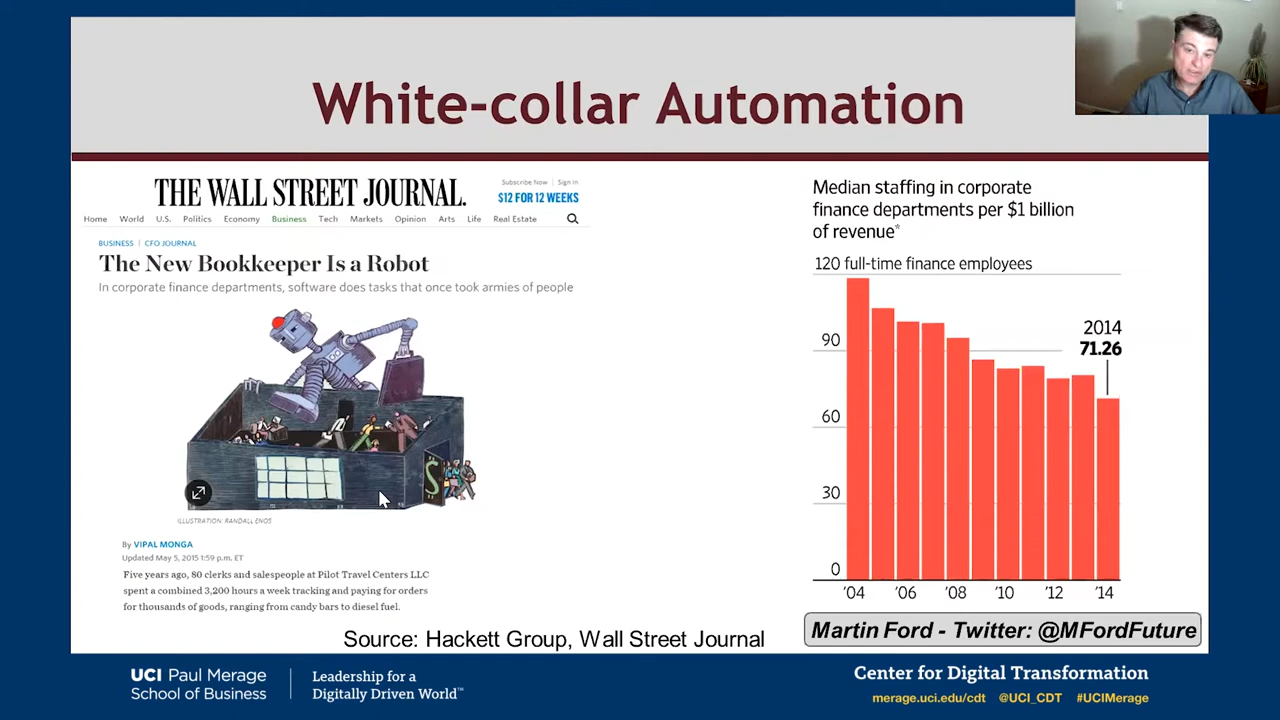 White-collar Automation
THE WALL STREET JOURNAL.
Subscribe Now | Sign In
$12 FOR 12 WEEKS
Home World U.S. Politics Economy Business Tech Markets Opinion Arts Life Real Estate
BUSINESS | CFO JOURNAL
The New Bookkeeper Is a Robot
In corporate finance departments, software does tasks that once took armies of people
$
ILLUSTRATION: RANDALL ENOS
By VIPAL MONGA
Updated May 5, 2015 1:59 p.m. ET
Five years ago, 80 clerks and salespeople at Pilot Travel Centers LLC
spent a combined 3,200 hours a week tracking and paying for orders
for thousands of goods, ranging from candy bars to diesel fuel.
Source: Hackett Group, Wall Street Journal
Median staffing in corporate
finance departments per $1 billion
of revenue*
120 full-time finance employees
90
60
30
0
2014
71.26
'04 '06 '08 '10 '12 '14
Martin Ford - Twitter: @MFordFuture
UCI Paul Merage
School of Business
Leadership for a
Digitally Driven World™
Center for Digital Transformation
merage.uci.edu/cdt @UCI_CDT #UCIMerage